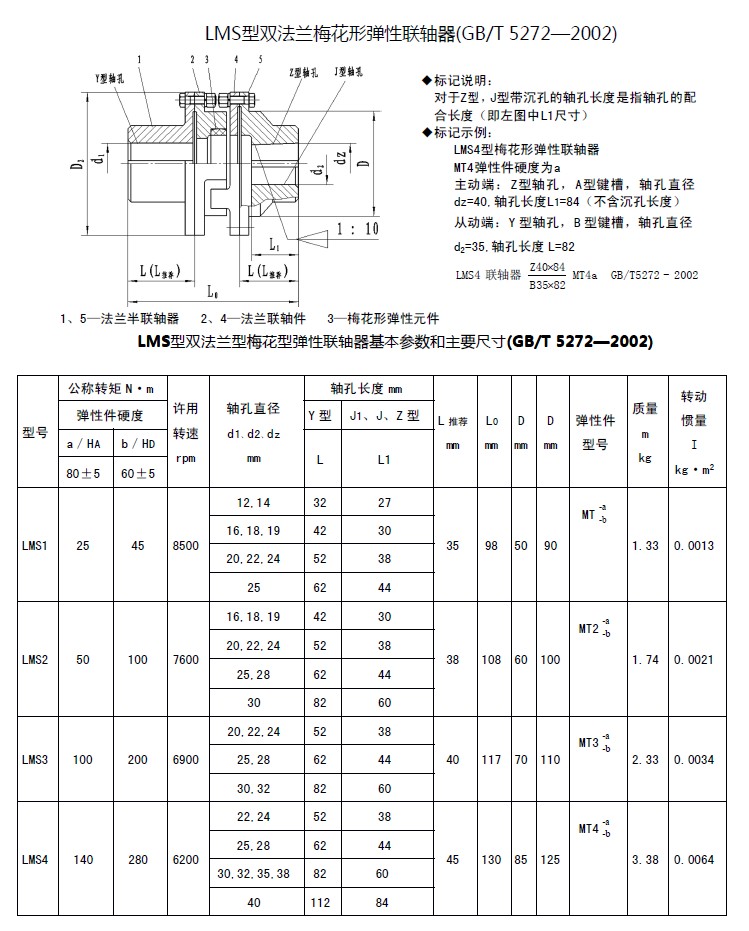 LMS型双法兰梅花形弹性联轴器(GB/T 5272—2002)
1 2 3 4 5
Y型轴孔 Z型轴孔 J型轴孔
D₁ d₁ d₂ dz D
1:10
L₁
L(L推荐) L(L推荐)
L₀
◆标记说明:
对于Z型,J型带沉孔的轴孔长度是指轴孔的配
合长度(即左图中L1尺寸)
◆标记示例:
LMS4型梅花形弹性联轴器
MT4弹性件硬度为a
主动端:Z型轴孔,A型键槽,轴孔直径
dz=40,轴孔长度L1=84(不含沉孔长度)
从动端:Y型轴孔,B型键槽,轴孔直径
d₂=35,轴孔长度 L=82
LMS4 联轴器 Z40×84/B35×82 MT4a GB/T5272-2002
1、5—法兰半联轴器 2、4—法兰联轴件 3—梅花形弹性元件
LMS型双法兰型梅花型弹性联轴器基本参数和主要尺寸(GB/T 5272—2002)
型号 公称转矩 N·m 许用转速 rpm 轴孔直径 d1.d2.dz mm 轴孔长度 mm L推荐 mm L0 mm D mm D mm 弹性件型号 质量 m kg 转动惯量 I kg·m²
弹性件硬度 Y型 J1、J、Z型
a/HA b/HD L L1
80±5 60±5
LMS1 25 45 8500 12,14 32 27 35 98 50 90 MT -a -b 1.33 0.0013
16,18,19 42 30
20,22,24 52 38
25 62 44
LMS2 50 100 7600 16,18,19 42 30 38 108 60 100 MT2 -a -b 1.74 0.0021
20,22,24 52 38
25,28 62 44
30 82 60
LMS3 100 200 6900 20,22,24 52 38 40 117 70 110 MT3 -a -b 2.33 0.0034
25,28 62 44
30,32 82 60
LMS4 140 280 6200 22,24 52 38 45 130 85 125 MT4 -a -b 3.38 0.0064
25,28 62 44
30,32,35,38 82 60
40 112 84